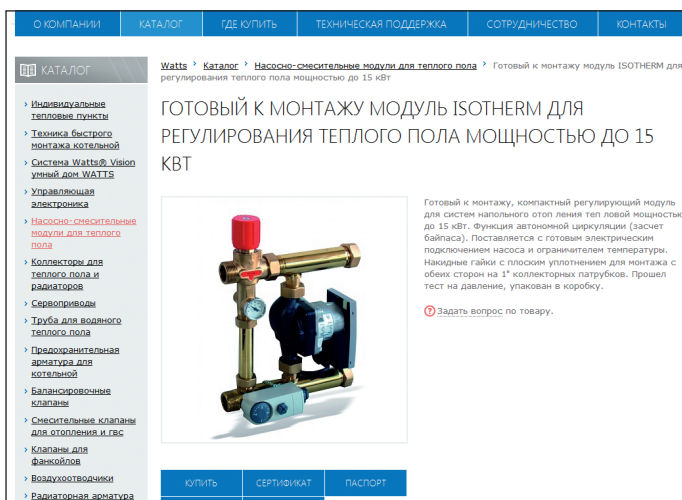 О КОМПАНИИ КАТАЛОГ ГДЕ КУПИТЬ ТЕХНИЧЕСКАЯ ПОДДЕРЖКА СОТРУДНИЧЕСТВО КОНТАКТЫ
КАТАЛОГ
Индивидуальные
тепловые пункты
Техника быстрого
монтажа котельной
Система Watts® Vision
умный дом WATTS
Управляющая
электроника
Насосно-смесительные
модули для теплого
пола
Коллекторы для
теплого пола и
радиаторов
Сервоприводы
Труба для водяного
теплого пола
Предохранительная
арматура для
котельной
Балансировочные
клапаны
Смесительные клапаны
для отопления и гвс
Клапаны для
фанкойлов
Воздухоотводчики
Радиаторная арматура
Watts › Каталог › Насосно-смесительные модули для теплого пола › Готовый к монтажу модуль ISOTHERM для
регулирования теплого пола мощностью до 15 кВт
ГОТОВЫЙ К МОНТАЖУ МОДУЛЬ ISOTHERM ДЛЯ
РЕГУЛИРОВАНИЯ ТЕПЛОГО ПОЛА МОЩНОСТЬЮ ДО 15
КВТ
Готовый к монтажу, компактный регулирующий модуль
для систем напольного отоп ления теп ловой мощностью
до 15 кВт. Функция автономной циркуляции (засчет
байпаса). Поставляется с готовым электрическим
подключением насоса и ограничителем температуры.
Накидные гайки с плоским уплотнением для монтажа с
обеих сторон на 1" коллекторных патрубков. Прошел
тест на давление, упакован в коробку.
Задать вопрос по товару.
КУПИТЬ СЕРТИФИКАТ ПАСПОРТ